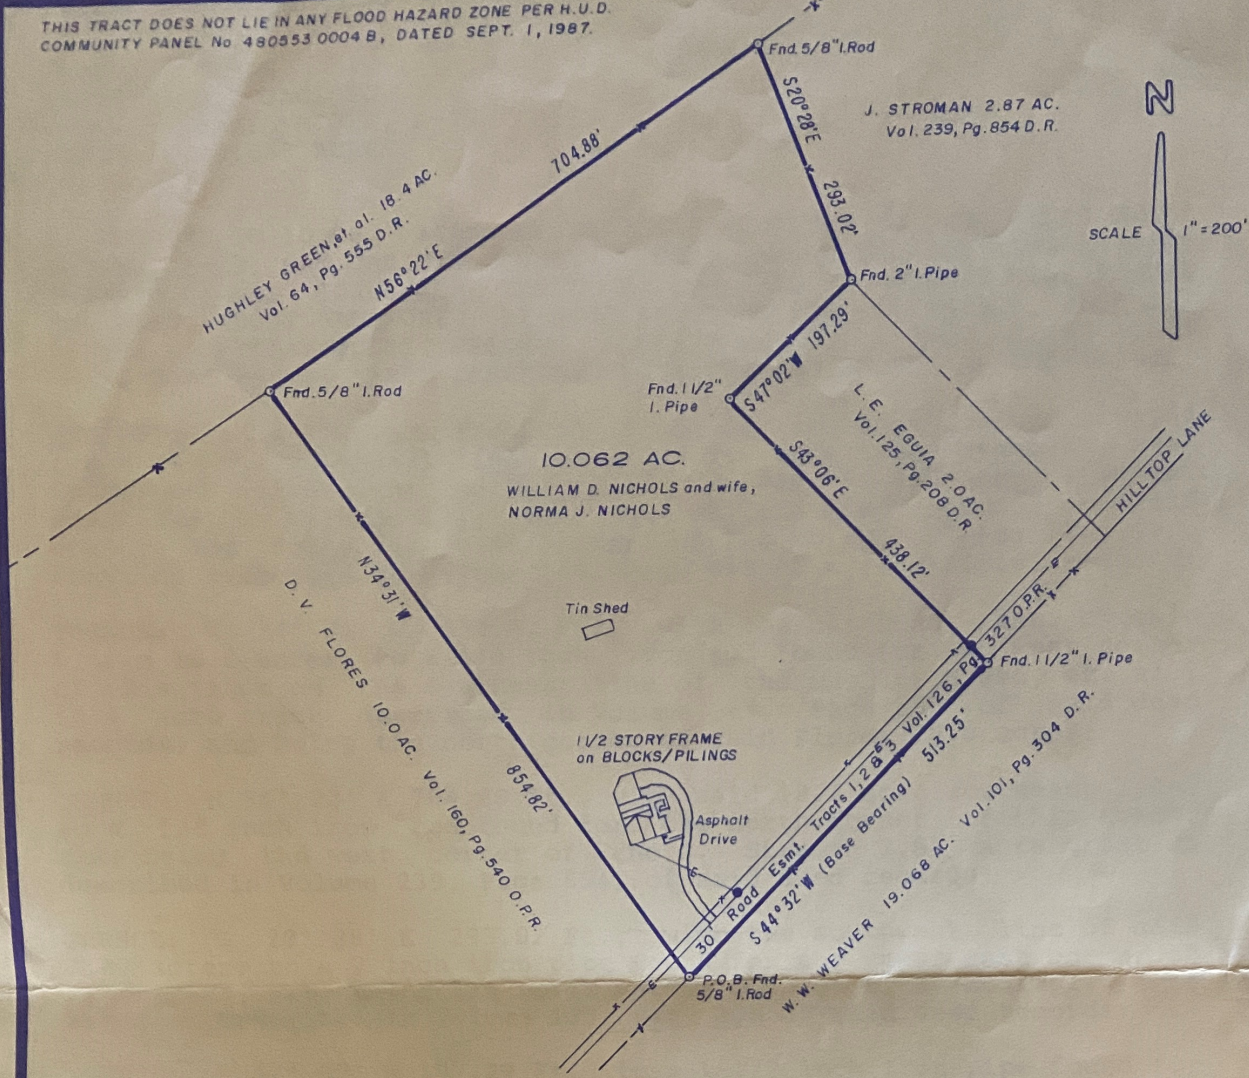 THIS TRACT DOES NOT LIE IN ANY FLOOD HAZARD ZONE PER H.U.D.
COMMUNITY PANEL No. 480553 0004 B, DATED SEPT. 1, 1987.
Fnd. 5/8" I.Rod
S20°28'E
293.02'
J. STROMAN 2.87 AC.
Vol. 239, Pg. 854 D.R.
N
SCALE 1" = 200'
704.88'
N56°22'E
HUGHLEY GREEN, et. al. 18.4 AC.
Vol. 64, Pg. 555 D.R.
Fnd. 2" I.Pipe
S47°02'W 197.29'
Fnd. 5/8" I.Rod
Fnd. 1 1/2"
I. Pipe
L. E. EGUIA 2.0 AC.
Vol. 125, Pg. 208 D.R.
S43°06'E
438.12'
HILLTOP LANE
10.062 AC.
WILLIAM D. NICHOLS and wife,
NORMA J. NICHOLS
N34°31'W
854.82'
D. V. FLORES 10.0 AC. Vol. 160, Pg. 540 O.P.R.
Tin Shed
Fnd. 1 1/2" I. Pipe
1 1/2 STORY FRAME
on BLOCKS/PILINGS
Asphalt
Drive
30' Road Esmt. Tracts 1, 2 & 3 Vol. 126, Pg. 327 O.P.R.
S 44°32' W (Base Bearing) 513.25'
W. W. WEAVER 19.068 AC. Vol. 101, Pg. 304 D.R.
P.O.B. Fnd.
5/8" I.Rod